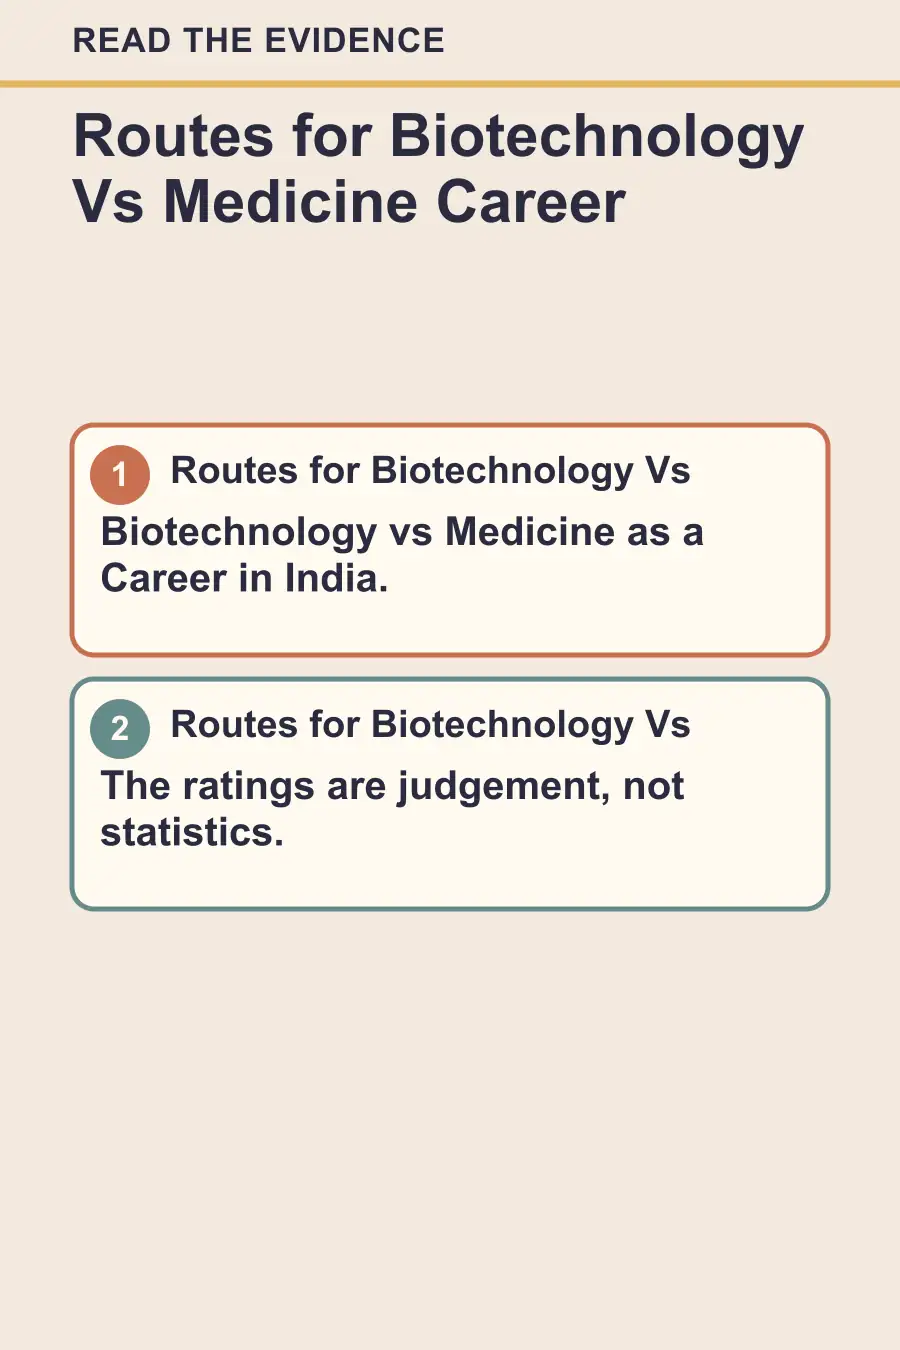 READ THE EVIDENCE
Routes for Biotechnology
Vs Medicine Career
1 Routes for Biotechnology Vs
Biotechnology vs Medicine as a
Career in India.
2 Routes for Biotechnology Vs
The ratings are judgement, not
statistics.